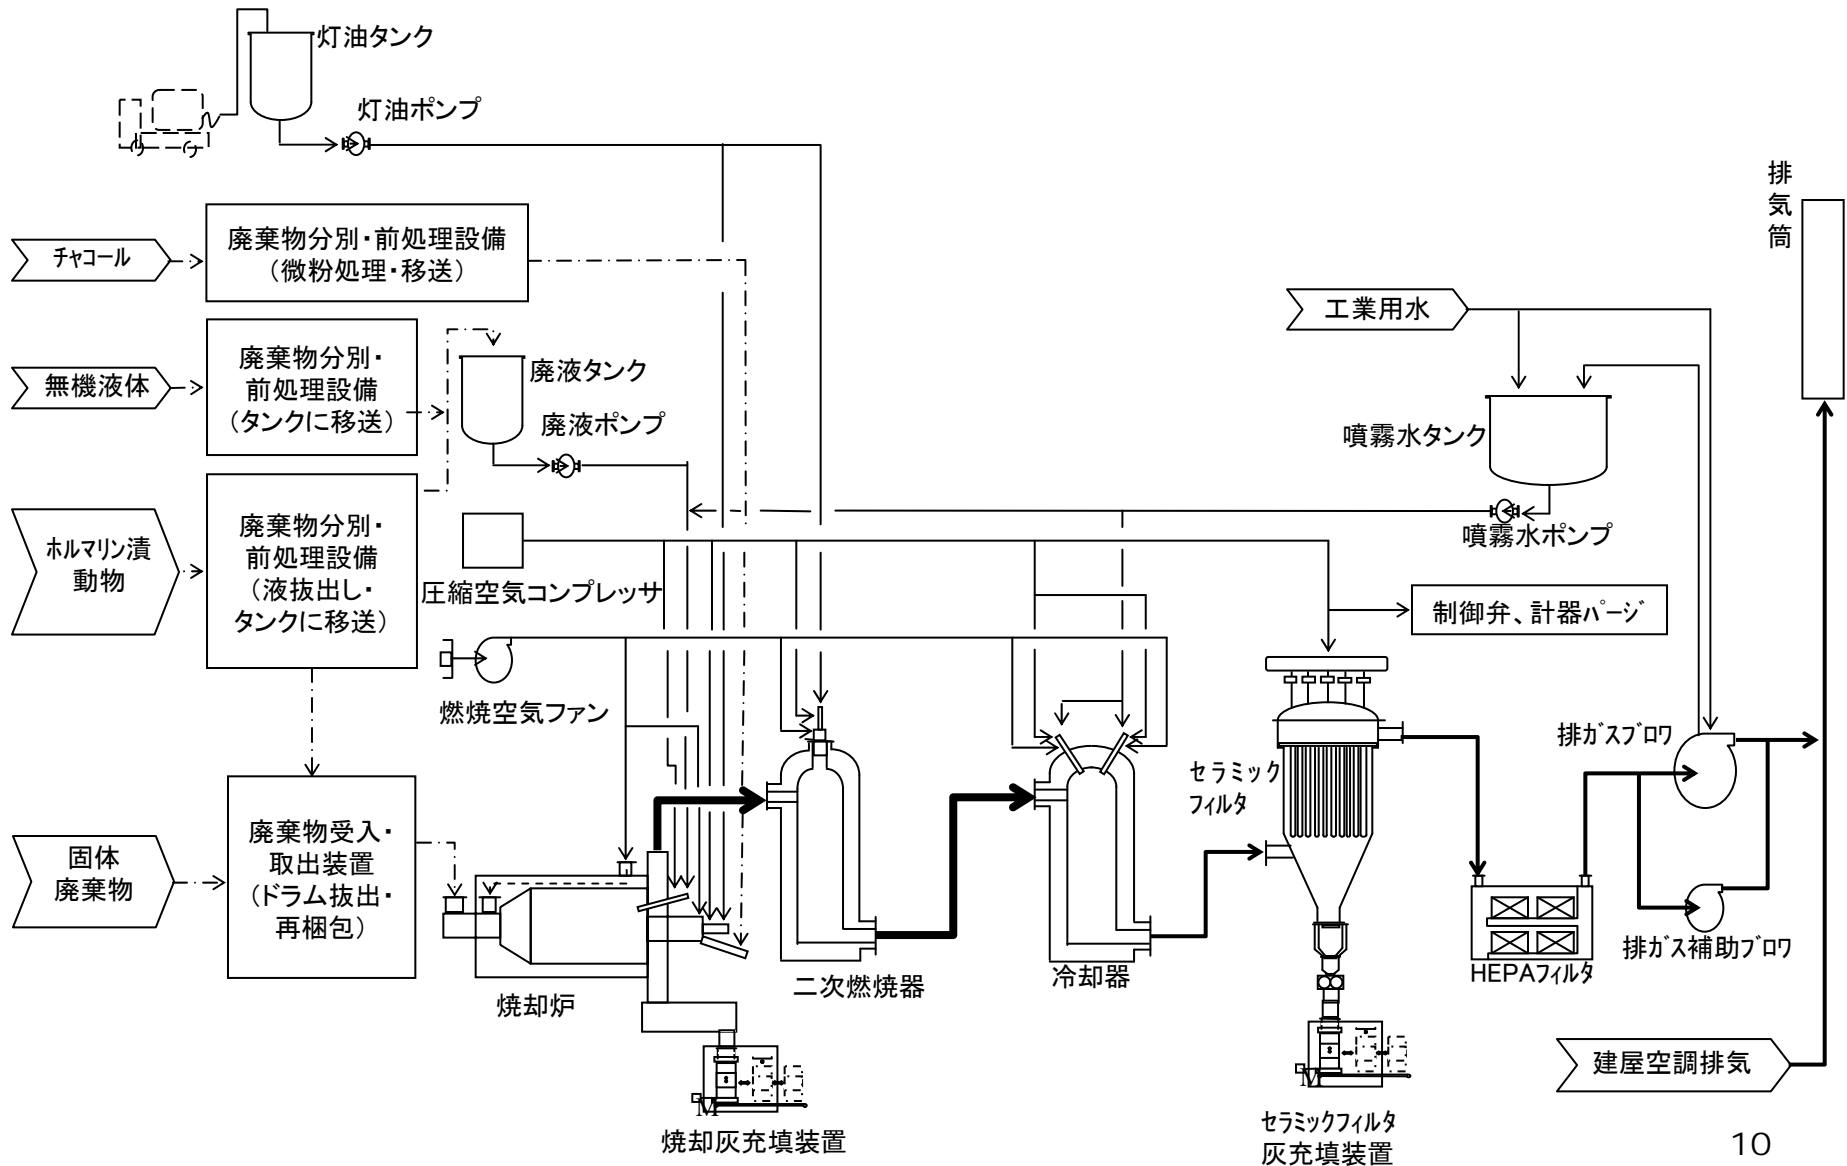 灯油タンク
灯油ポンプ
チャコール
廃棄物分別・前処理設備
（微粉処理・移送）
無機液体
廃棄物分別・
前処理設備
（タンクに移送）
廃液タンク
廃液ポンプ
ホルマリン漬
動物
廃棄物分別・
前処理設備
（液抜出し・
タンクに移送）
圧縮空気コンプレッサ
燃焼空気ファン
固体
廃棄物
廃棄物受入・
取出装置
（ドラム抜出・
再梱包）
焼却炉
M
焼却灰充填装置
二次燃焼器
冷却器
工業用水
噴霧水タンク
噴霧水ポンプ
制御弁、計器パージ
セラミック
フィルタ
M
セラミックフィルタ
灰充填装置
HEPAフィルタ
排ガスブロワ
排ガス補助ブロワ
排
気
筒
建屋空調排気
10